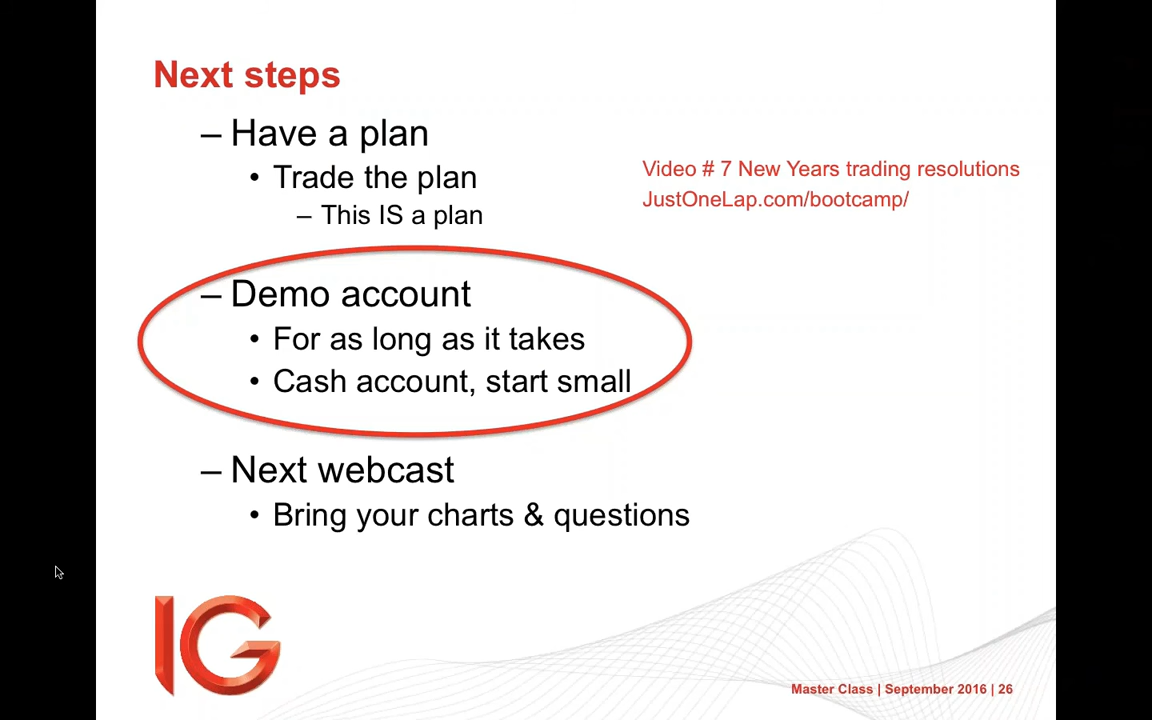 Next steps
– Have a plan
• Trade the plan
– This IS a plan
Video # 7 New Years trading resolutions
JustOneLap.com/bootcamp/
– Demo account
• For as long as it takes
• Cash account, start small
– Next webcast
• Bring your charts & questions
IG
Master Class | September 2016 | 26